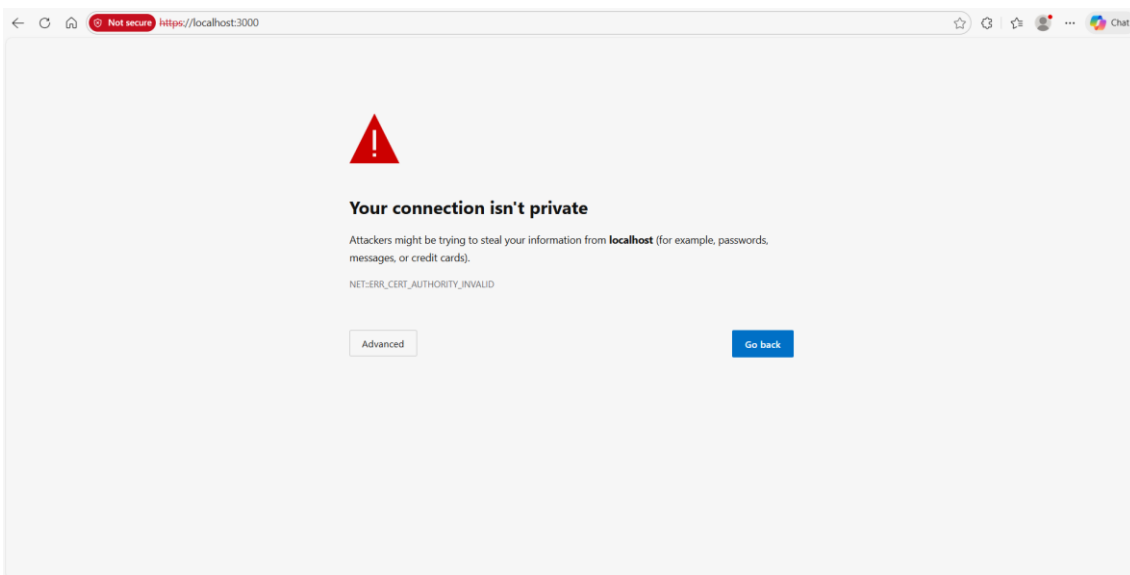 Not secure https://localhost:3000
Chat
Your connection isn't private
Attackers might be trying to steal your information from localhost (for example, passwords,
messages, or credit cards).
NET::ERR_CERT_AUTHORITY_INVALID
Advanced
Go back